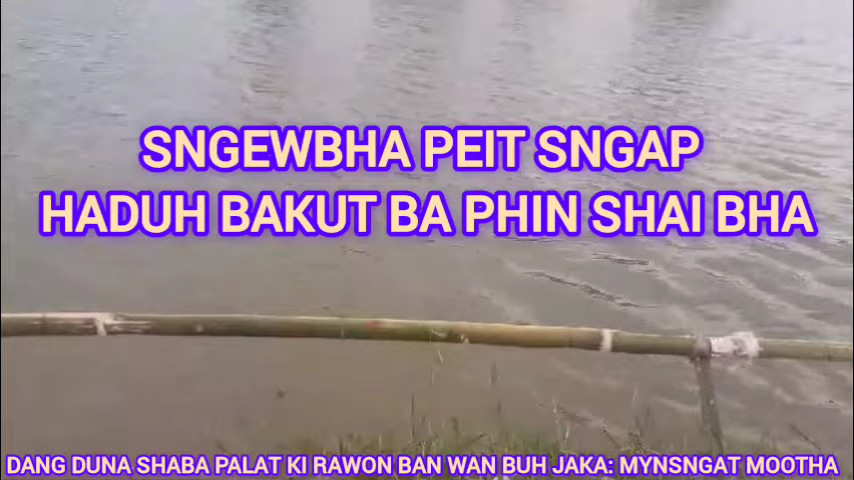 SNGEWBHA PEIT SNGAP
HADUH BAKUT BA PHIN SHAI BHA
DANG DUNA SHABA PALAT KI RAWON BAN WAN BUH JAKA: MYNSNGAT MOOTHA